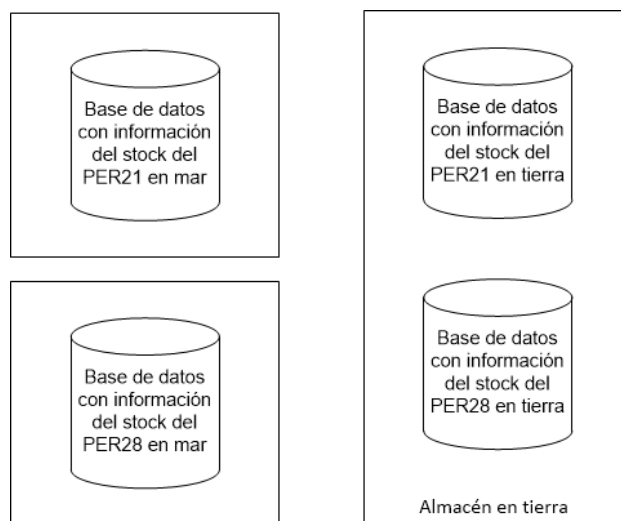 Base de datos
con información
del stock del
PER21 en mar
Base de datos
con información
del stock del
PER21 en tierra
Base de datos
con información
del stock del
PER28 en mar
Base de datos
con información
del stock del
PER28 en tierra
Almacén en tierra